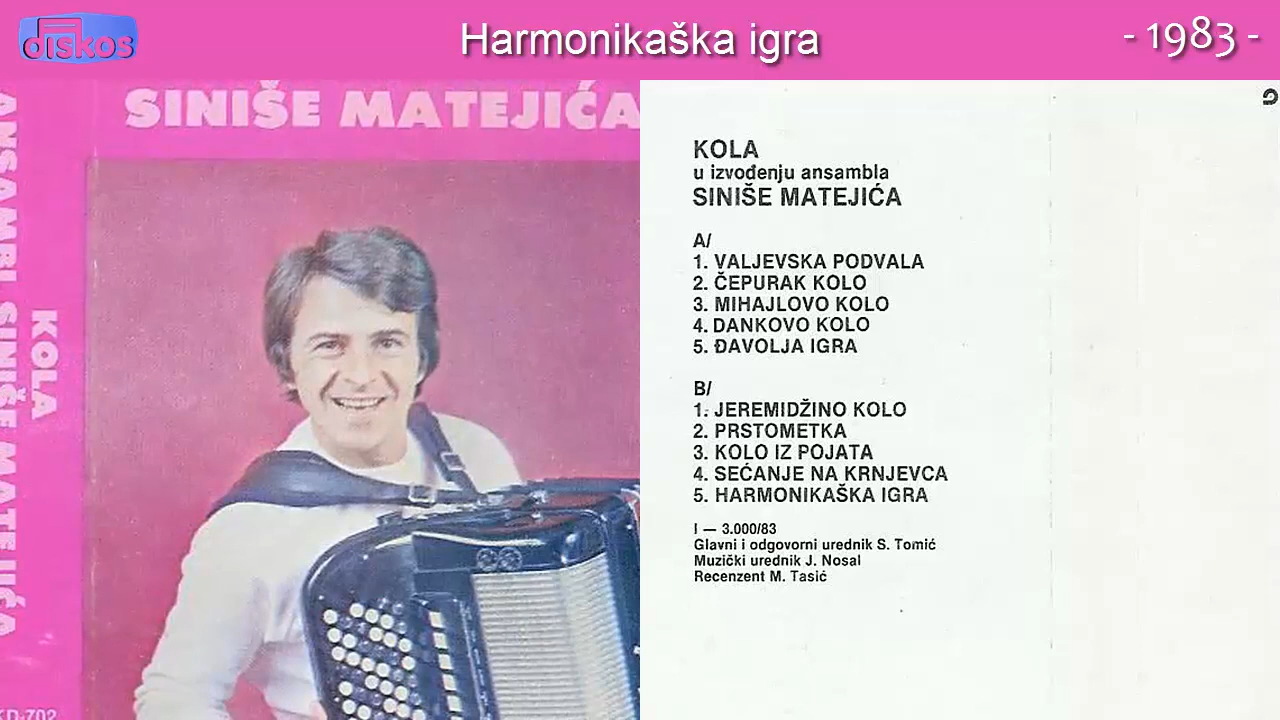 diskos
Harmonikaška igra
- 1983 -
SINIŠE MATEJIĆA
KOLA
ANSAMBL SINIŠE MATEJIĆA
KD-702
KOLA
u izvođenju ansambla
SINIŠE MATEJIĆA
A/
1. VALJEVSKA PODVALA
2. ČEPURAK KOLO
3. MIHAJLOVO KOLO
4. DANKOVO KOLO
5. ĐAVOLJA IGRA
B/
1. JEREMIDŽINO KOLO
2. PRSTOMETKA
3. KOLO IZ POJATA
4. SEĆANJE NA KRNJEVCA
5. HARMONIKAŠKA IGRA
I — 3.000/83
Glavni i odgovorni urednik S. Tomić
Muzički urednik J. Nosal
Recenzent M. Tasić